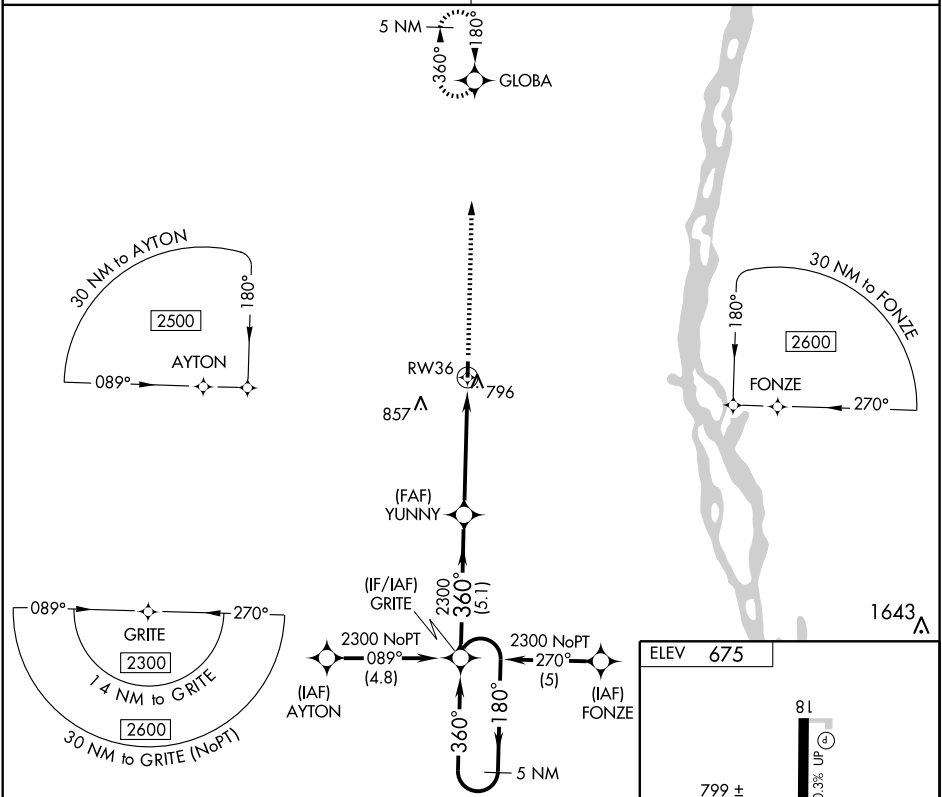 5 NM
180°
360°
GLOBA
30 NM to AYTON
180°
2500
AYTON
089°
30 NM to FONZE
180°
2600
FONZE
270°
RW36
796
857
(FAF)
YUNNY
(IF/IAF)
GRITE
2300
360°
(5.1)
089°
270°
GRITE
2300
14 NM to GRITE
2600
30 NM to GRITE (NoPT)
2300 NoPT
089°
(4.8)
(IAF)
AYTON
2300 NoPT
270°
(5)
(IAF)
FONZE
360°
180°
5 NM
1643
ELEV 675
18
P
0.3% UP
799 ±